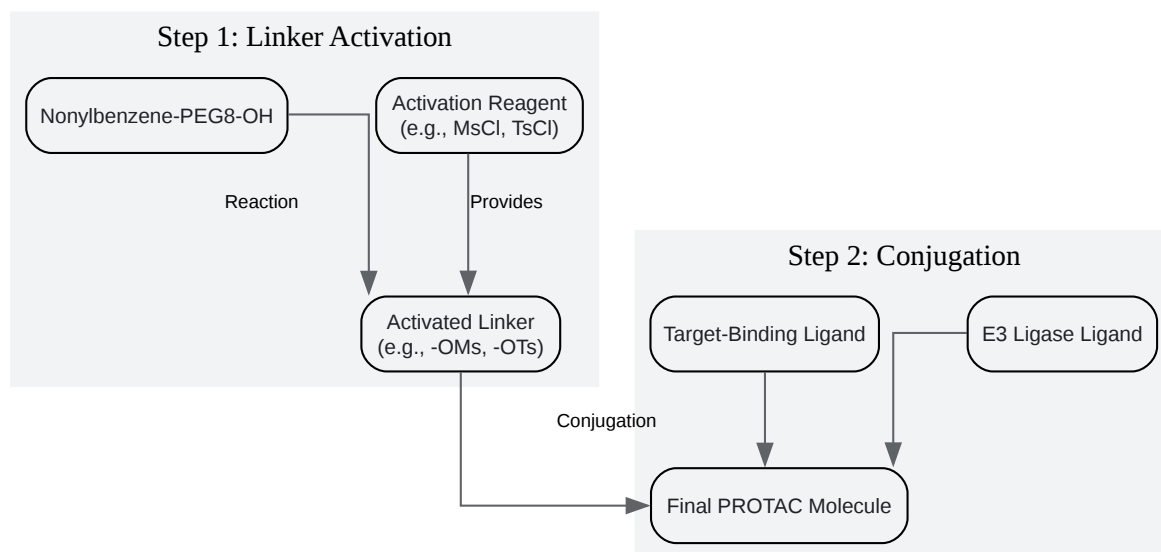 Step 1: Linker Activation
Nonylbenzene-PEG8-OH
Activation Reagent
(e.g., MsCl, TsCl)
Reaction
Provides
Activated Linker
(e.g., -OMs, -OTs)
Step 2: Conjugation
Target-Binding Ligand
E3 Ligase Ligand
Conjugation
Final PROTAC Molecule